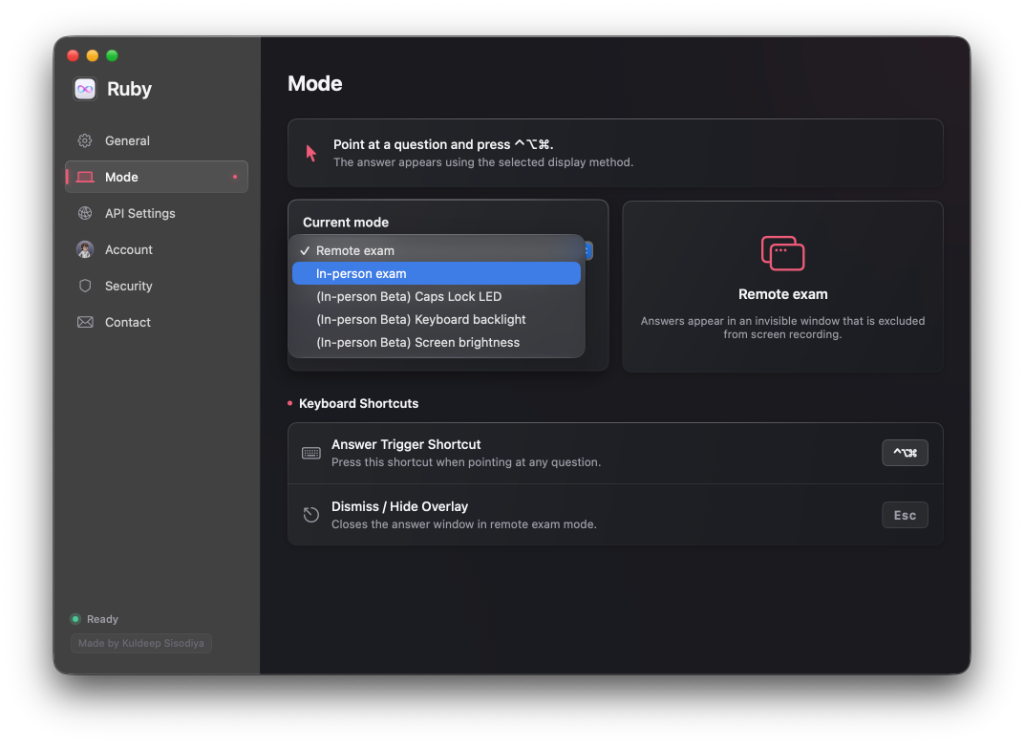 Ruby
General
Mode
API Settings
Account
Security
Contact
Ready
Made by Kuldeep Sisodiya
Mode
Point at a question and press ⌃⌥⌘.
The answer appears using the selected display method.
Current mode
✓ Remote exam
In-person exam
(In-person Beta) Caps Lock LED
(In-person Beta) Keyboard backlight
(In-person Beta) Screen brightness
Remote exam
Answers appear in an invisible window that is excluded
from screen recording.
Keyboard Shortcuts
Answer Trigger Shortcut
Press this shortcut when pointing at any question.
⌃⌥⌘
Dismiss / Hide Overlay
Closes the answer window in remote exam mode.
Esc